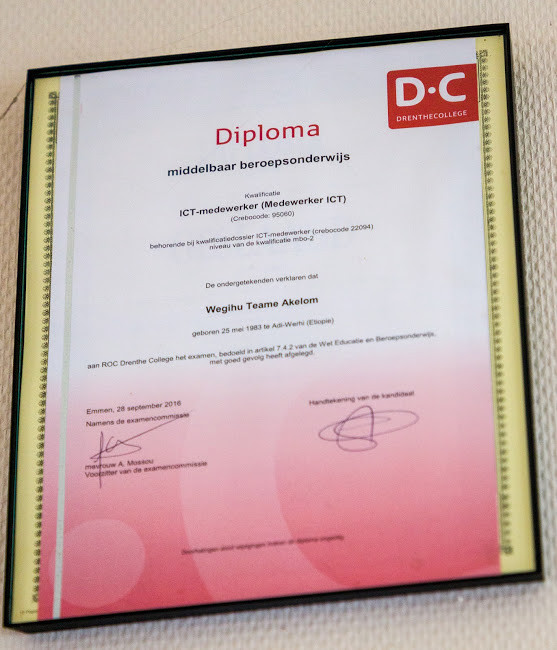 D·C
DRENTHECOLLEGE
Diploma
middelbaar beroepsonderwijs
Kwalificatie
ICT-medewerker (Medewerker ICT)
(Crebocode: 95060)
behorende bij kwalificatiedossier ICT-medewerker (crebocode 22094)
niveau van de kwalificatie mbo-2
De ondergetekenden verklaren dat
Wegihu Teame Akelom
geboren 25 mei 1983 te Adi-Werhi (Etiopie)
aan ROC Drenthe College het examen, bedoeld in artikel 7.4.2 van de Wet Educatie en Beroepsonderwijs,
met goed gevolg heeft afgelegd.
Emmen, 28 september 2016
Namens de examencommissie
Handtekening van de kandidaat
mevrouw A. Mossou
Voorzitter van de examencommissie